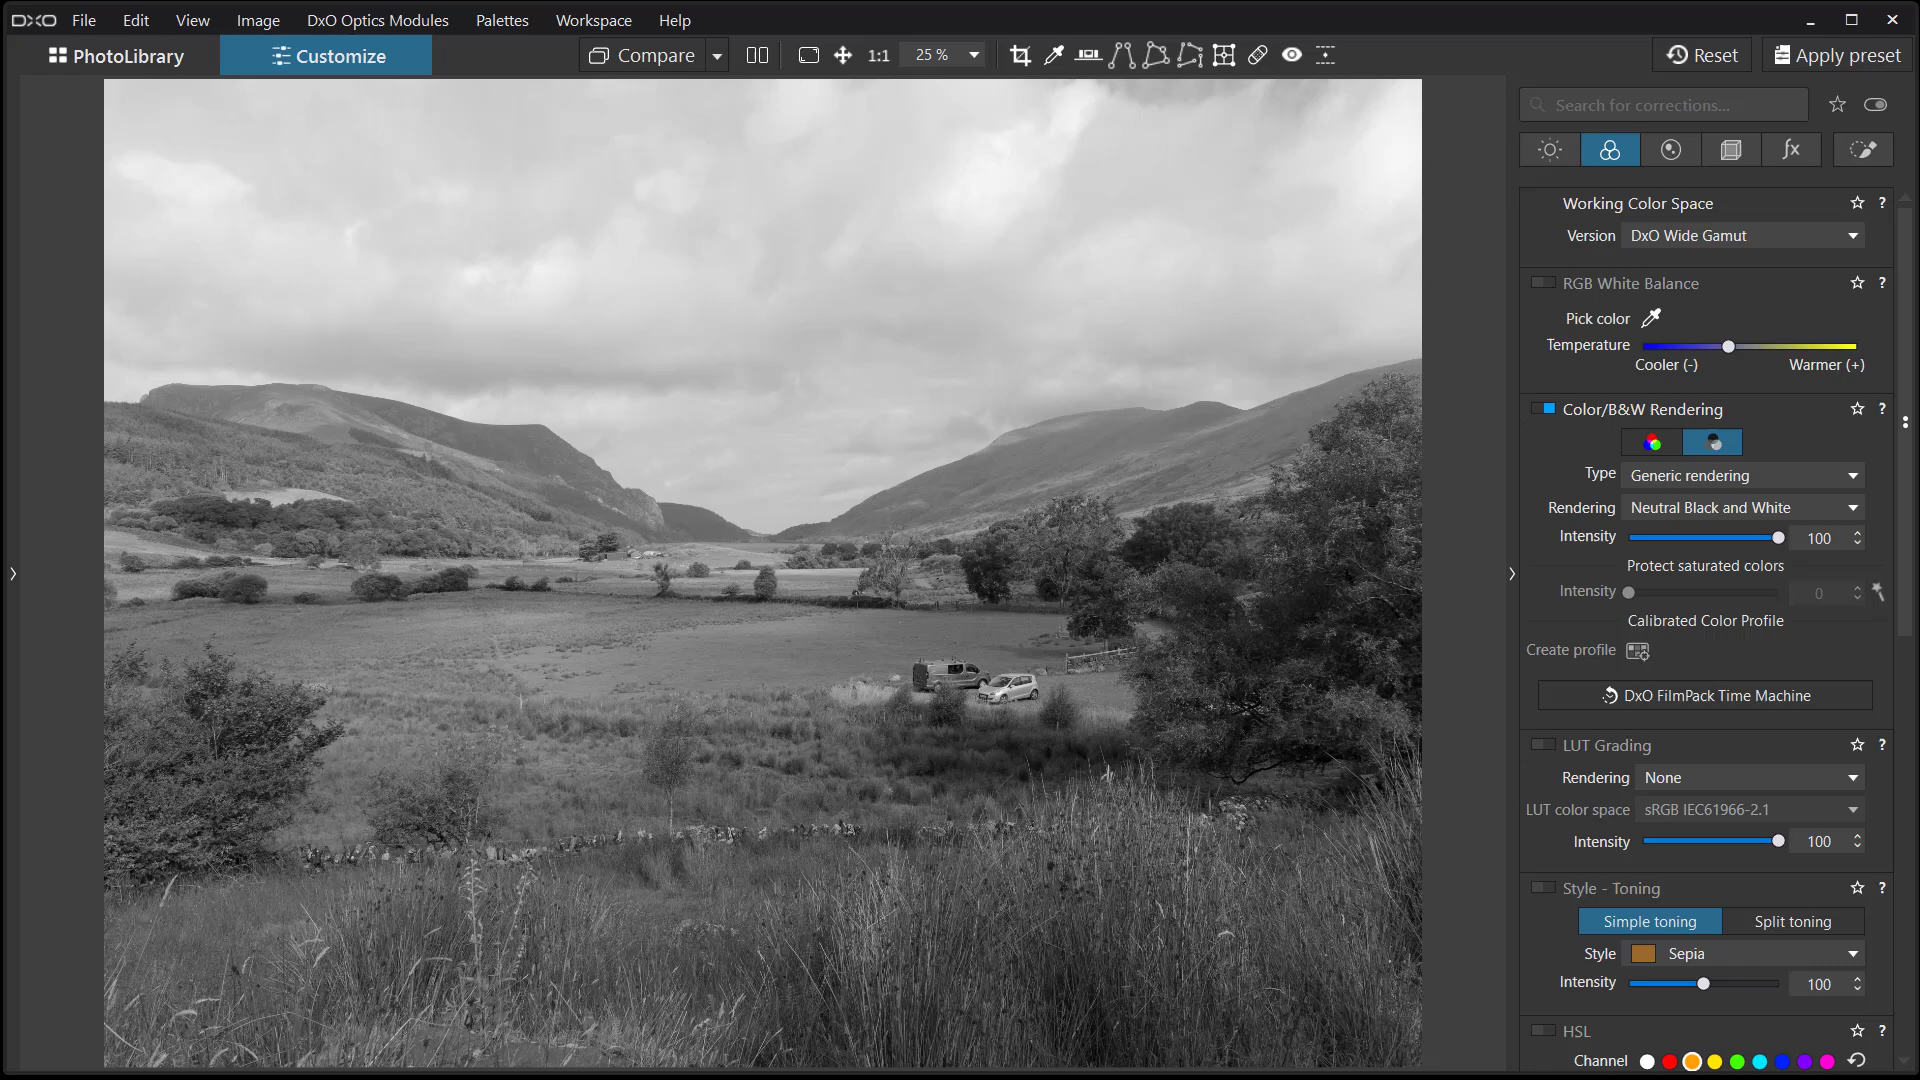 DXO File Edit View Image DxO Optics Modules Palettes Workspace Help
PhotoLibrary Customize Compare 1:1 25 % Reset Apply preset
Search for corrections...
fx
Working Color Space ?
Version DxO Wide Gamut
RGB White Balance ?
Pick color
Temperature
Cooler (-) Warmer (+)
Color/B&W Rendering ?
Type Generic rendering
Rendering Neutral Black and White
Intensity 100
Protect saturated colors
Intensity 0
Calibrated Color Profile
Create profile
DxO FilmPack Time Machine
LUT Grading ?
Rendering None
LUT color space sRGB IEC61966-2.1
Intensity 100
Style - Toning ?
Simple toning Split toning
Style Sepia
Intensity 100
HSL ?
Channel